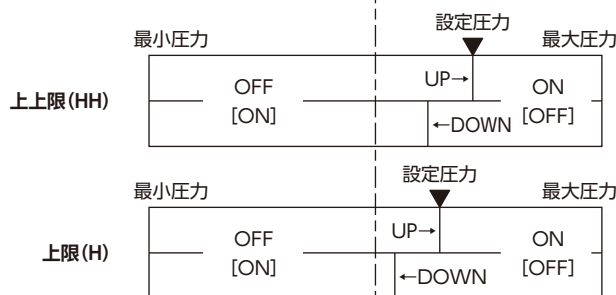 設定圧力
最小圧力
最大圧力
上上限(HH)
OFF
[ON]
UP→
ON
[OFF]
←DOWN
設定圧力
最小圧力
最大圧力
上限(H)
OFF
[ON]
UP→
ON
[OFF]
←DOWN